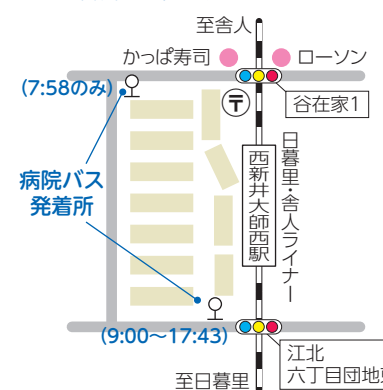 至舎人
かっぱ寿司
ローソン
(7:58のみ)
〒
谷在家1
病院バス
発着所
西新井大師西駅
日暮里・舎人ライナー
(9:00〜17:43)
江北
六丁目団地
至日暮里